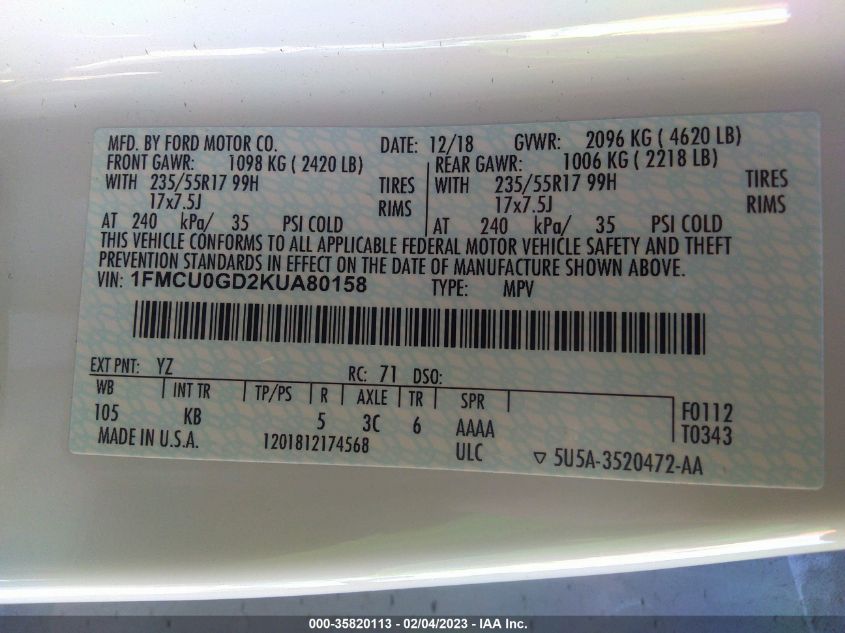 MFD. BY FORD MOTOR CO. DATE: 12/18 GVWR: 2096 KG ( 4620 LB)
FRONT GAWR: 1098 KG ( 2420 LB) REAR GAWR: 1006 KG ( 2218 LB)
WITH 235/55R17 99H TIRES WITH 235/55R17 99H TIRES
17x7.5J RIMS 17x7.5J RIMS
AT 240 kPa/ 35 PSI COLD AT 240 kPa/ 35 PSI COLD
THIS VEHICLE CONFORMS TO ALL APPLICABLE FEDERAL MOTOR VEHICLE SAFETY AND THEFT
PREVENTION STANDARDS IN EFFECT ON THE DATE OF MANUFACTURE SHOWN ABOVE.
VIN: 1FMCU0GD2KUA80158 TYPE: MPV
EXT PNT: YZ RC: 71 DSO:
WB INT TR TP/PS R AXLE TR SPR
105 KB 5 3C 6 AAAA F0112
MADE IN U.S.A. 1201812174568 ULC T0343
▽ 5U5A-3520472-AA
000-35820113 - 02/04/2023 - IAA Inc.